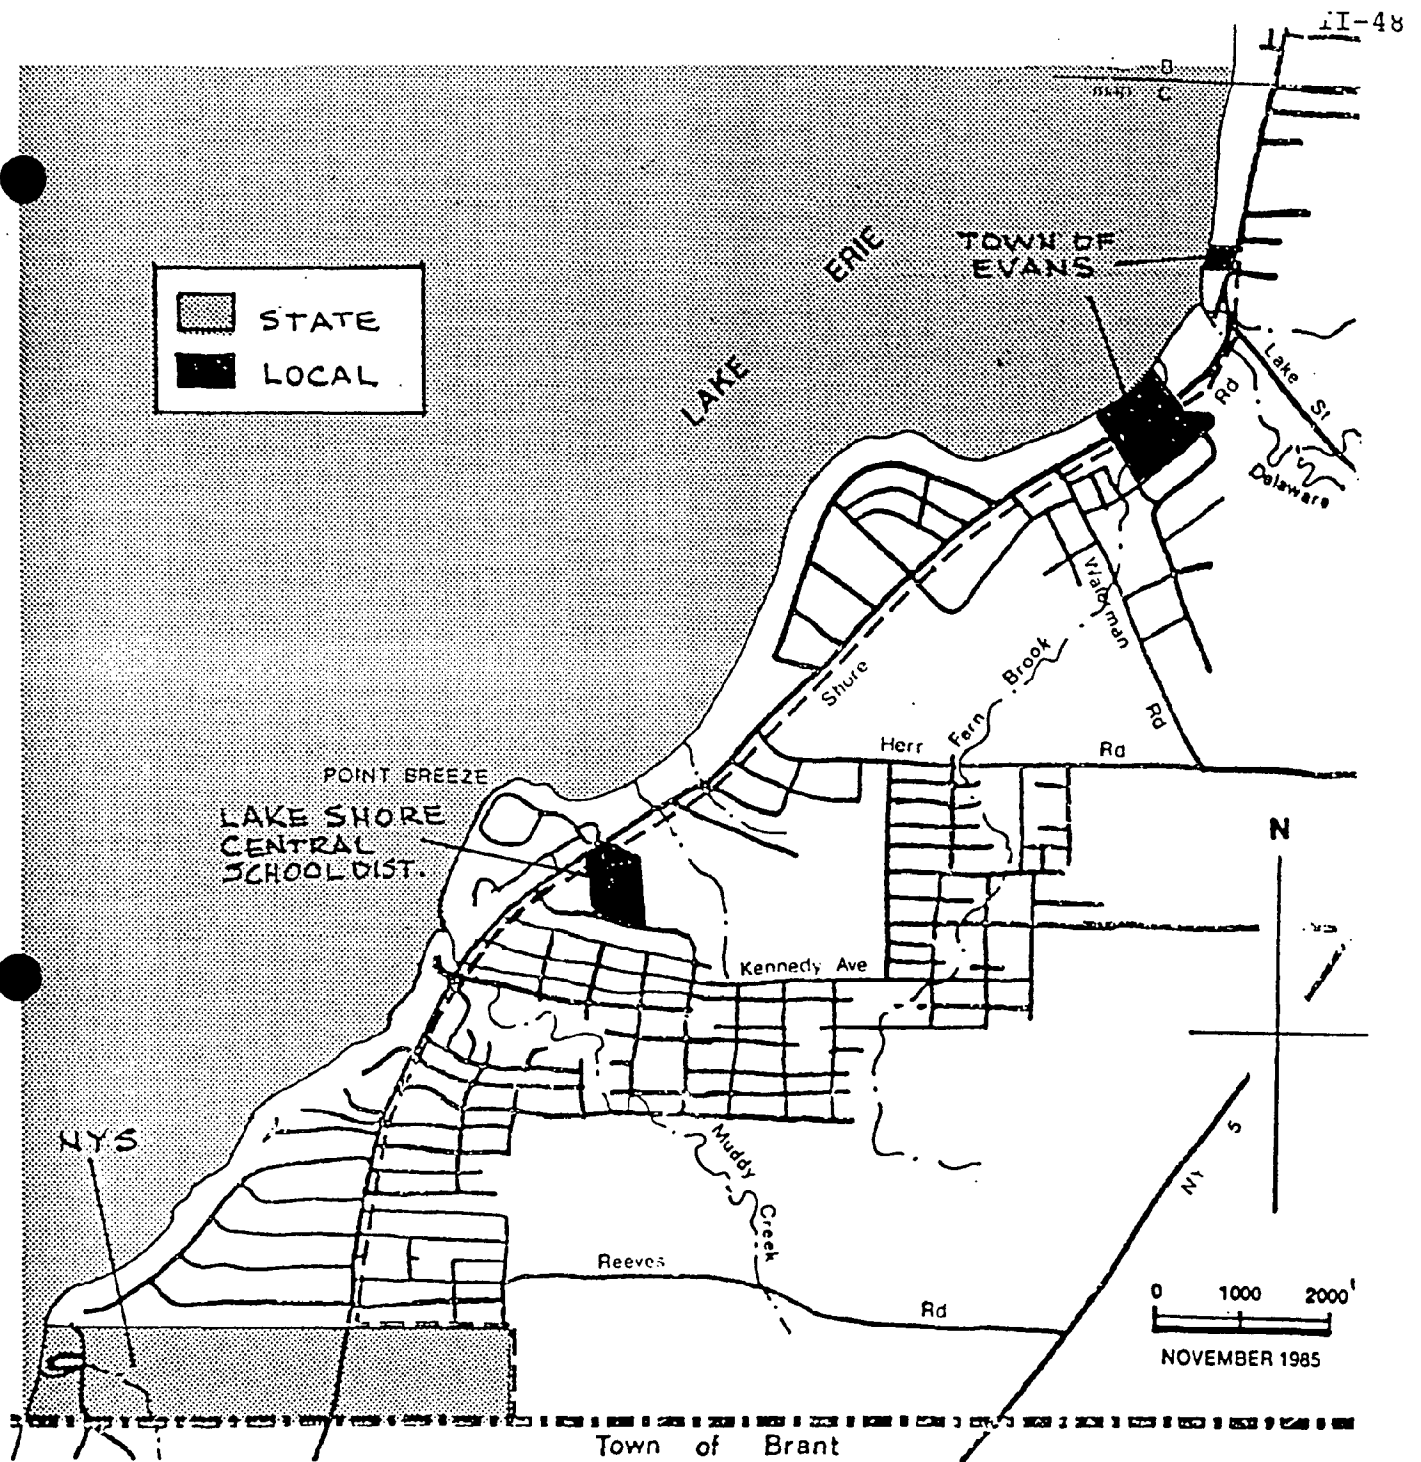 II-48
B
map C
TOWN OF
EVANS
ERIE
LAKE
STATE
LOCAL
Lake St
Rd
Delaware
Waterman
Rd
Shore
Fern Brook
Herr Rd
POINT BREEZE
LAKE SHORE
CENTRAL
SCHOOL DIST.
N
Kennedy Ave
NYS
Muddy
Creek
NY 5
Reeves Rd
0 1000 2000'
NOVEMBER 1985
Town of Brant